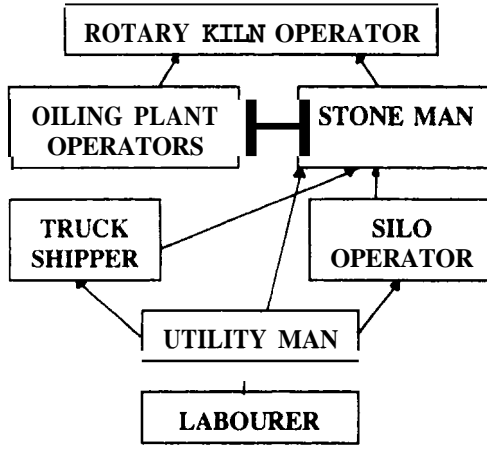 ROTARY KILN OPERATOR
OILING PLANT
OPERATORS
STONE MAN
TRUCK
SHIPPER
SILO
OPERATOR
UTILITY MAN
LABOURER